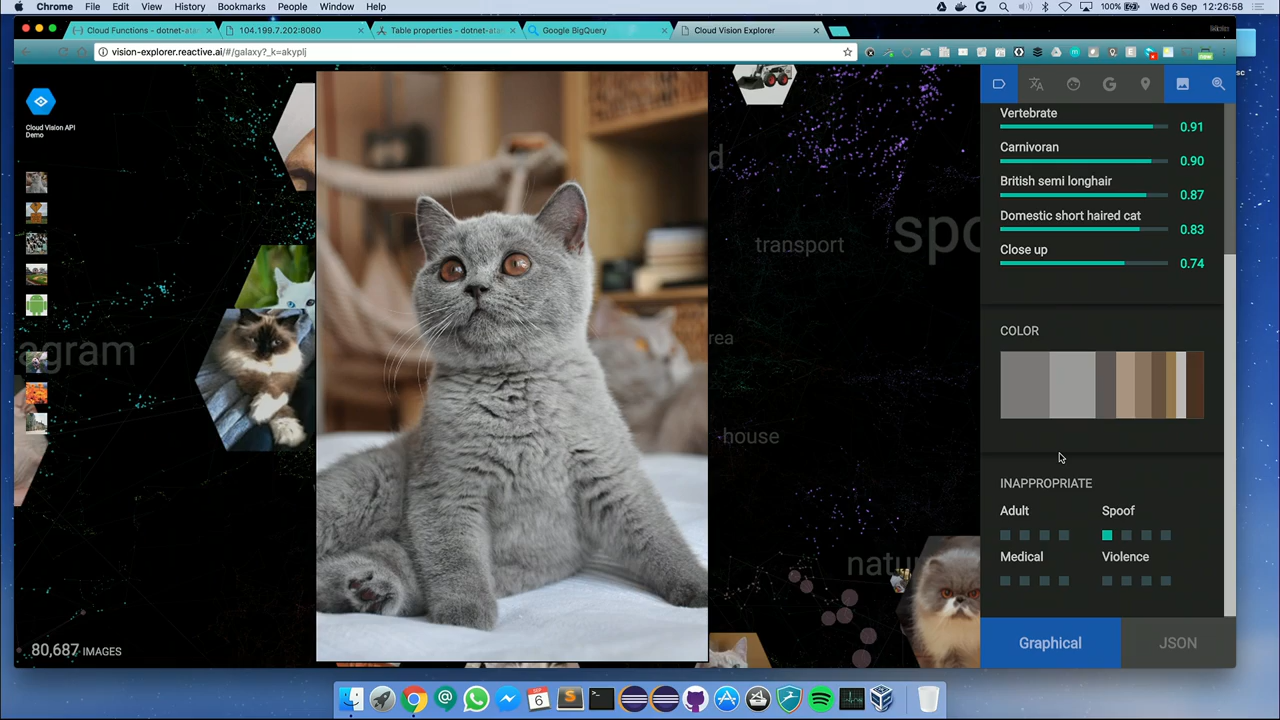 Chrome File Edit View History Bookmarks People Window Help 100% Wed 6 Sep 12:26:58
Cloud Functions - dotnet-at 104.199.7.202:8080 Table properties - dotnet-at Google BigQuery Cloud Vision Explorer
vision-explorer.reactive.ai/#/galaxy?_k=akyplj
Cloud Vision API
Demo
Vertebrate 0.91
Carnivoran 0.90
British semi longhair 0.87
Domestic short haired cat 0.83
Close up 0.74
d
spo
transport
rea
agram
house
natu
COLOR
INAPPROPRIATE
Adult Spoof
Medical Violence
80,687 IMAGES
Graphical JSON
SEP
6